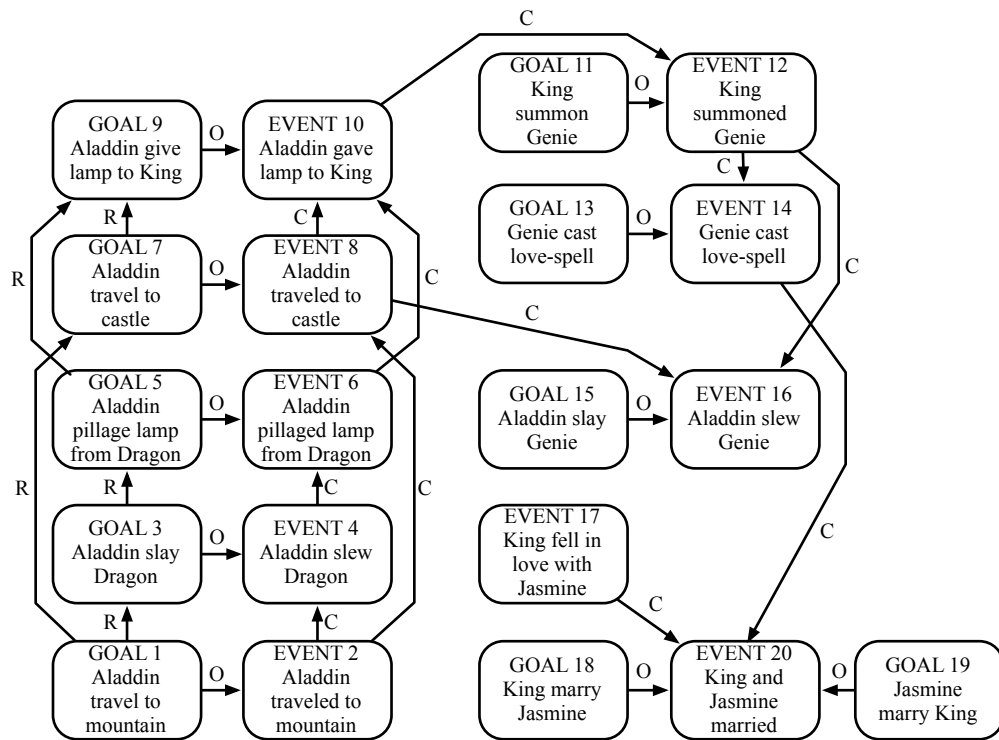 C
GOAL 11
King
summon
Genie
O
EVENT 12
King
summoned
Genie
GOAL 9
Aladdin give
lamp to King
O
EVENT 10
Aladdin gave
lamp to King
C
R
C
GOAL 13
Genie cast
love-spell
O
EVENT 14
Genie cast
love-spell
GOAL 7
Aladdin
travel to
castle
O
EVENT 8
Aladdin
traveled to
castle
R
C
C
C
GOAL 5
Aladdin
pillage lamp
from Dragon
O
EVENT 6
Aladdin
pillaged lamp
from Dragon
GOAL 15
Aladdin slay
Genie
O
EVENT 16
Aladdin slew
Genie
R
R
C
C
GOAL 3
Aladdin slay
Dragon
O
EVENT 4
Aladdin slew
Dragon
EVENT 17
King fell in
love with
Jasmine
C
R
C
C
GOAL 1
Aladdin
travel to
mountain
O
EVENT 2
Aladdin
traveled to
mountain
GOAL 18
King marry
Jasmine
O
EVENT 20
King and
Jasmine
married
O
GOAL 19
Jasmine
marry King